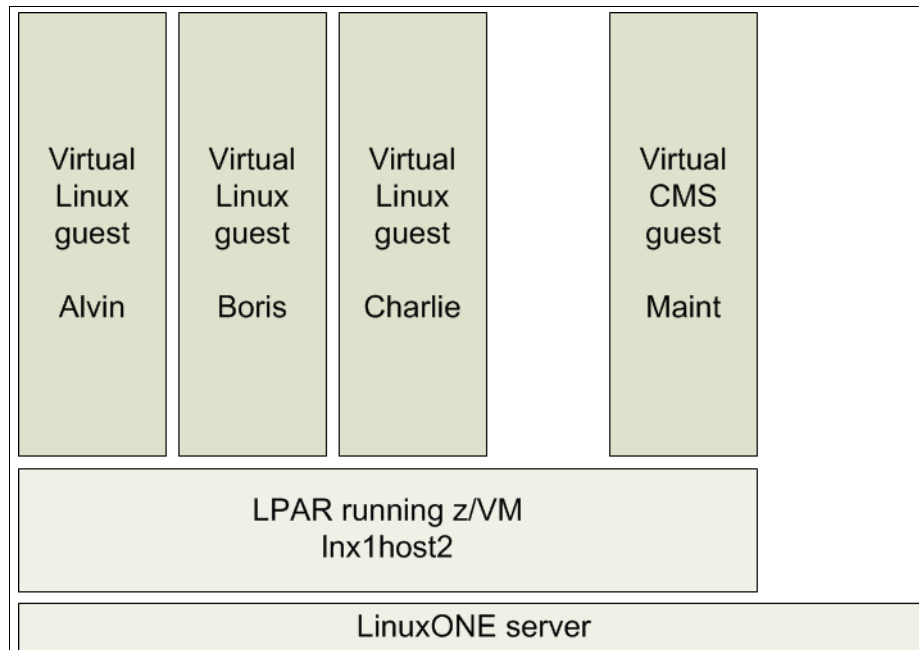 Virtual
Linux
guest
Alvin
Virtual
Linux
guest
Boris
Virtual
Linux
guest
Charlie
Virtual
CMS
guest
Maint
LPAR running z/VM
lnx1host2
LinuxONE server